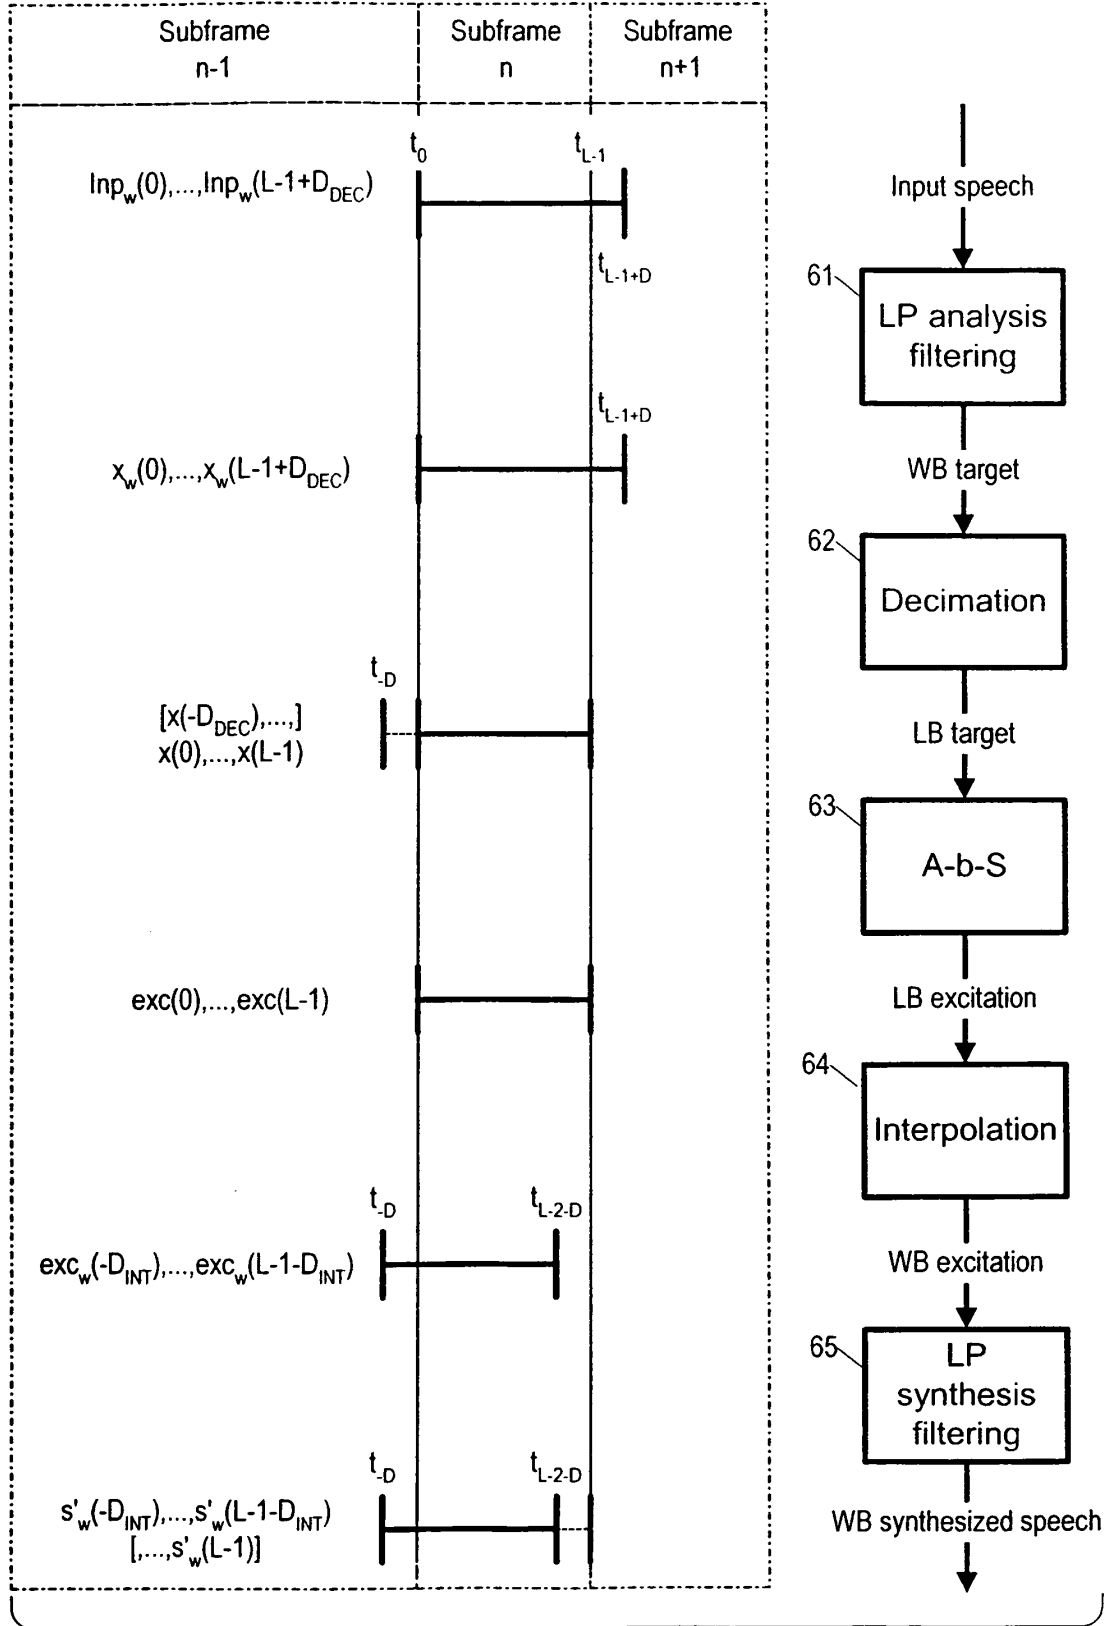 Subframe
n-1
Subframe
n
Subframe
n+1
t0
tL-1
Inpw(0),...,Inpw(L-1+DDEC)
tL-1+D
tL-1+D
xw(0),...,xw(L-1+DDEC)
t-D
[x(-DDEC),...,]
x(0),...,x(L-1)
exc(0),...,exc(L-1)
t-D
tL-2-D
excw(-DINT),...,excw(L-1-DINT)
t-D
tL-2-D
s'w(-DINT),...,s'w(L-1-DINT)
[,...,s'w(L-1)]
Input speech
61
LP analysis
filtering
WB target
62
Decimation
LB target
63
A-b-S
LB excitation
64
Interpolation
WB excitation
65
LP
synthesis
filtering
WB synthesized speech